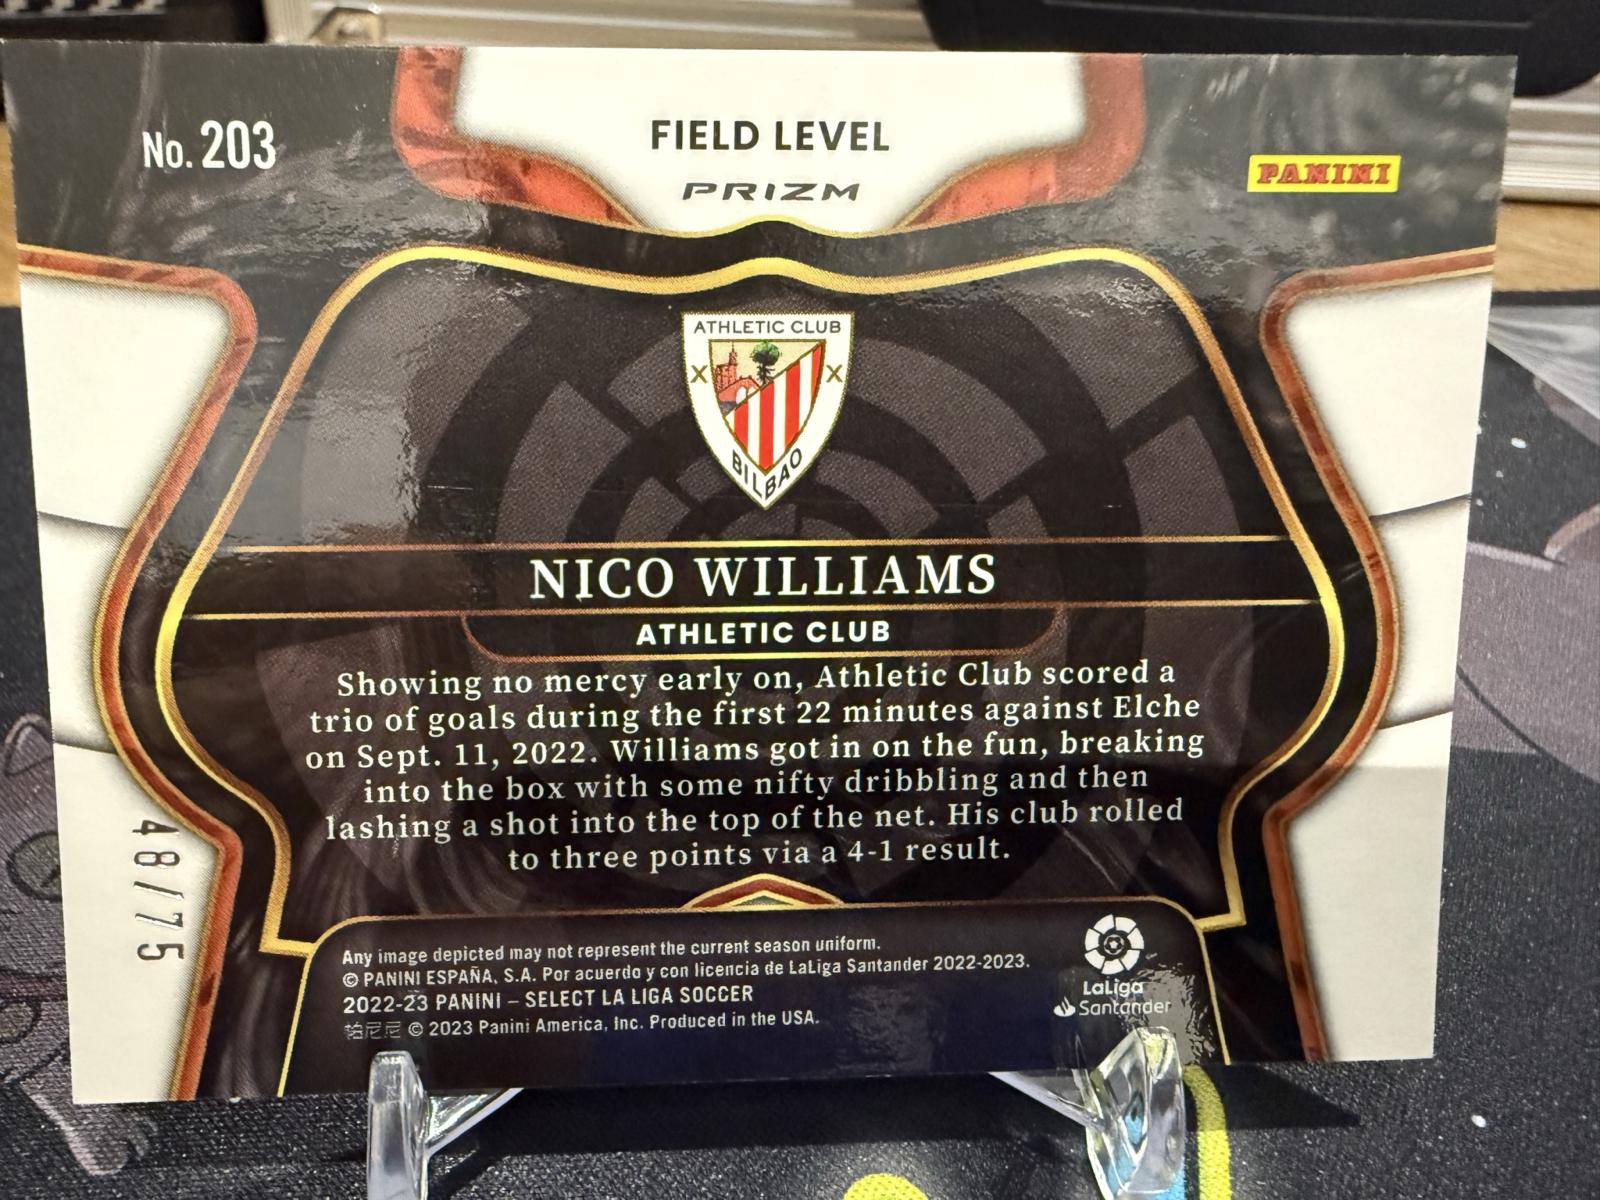 No. 203
FIELD LEVEL
PRIZM
PANINI
ATHLETIC CLUB
BILBAO
NICO WILLIAMS
ATHLETIC CLUB
Showing no mercy early on, Athletic Club scored a
trio of goals during the first 22 minutes against Elche
on Sept. 11, 2022. Williams got in on the fun, breaking
into the box with some nifty dribbling and then
lashing a shot into the top of the net. His club rolled
to three points via a 4-1 result.
48/75
Any image depicted may not represent the current season uniform.
© PANINI ESPAÑA, S.A. Por acuerdo y con licencia de LaLiga Santander 2022-2023.
2022-23 PANINI – SELECT LA LIGA SOCCER
帕尼尼 © 2023 Panini America, Inc. Produced in the USA.
LaLiga
Santander